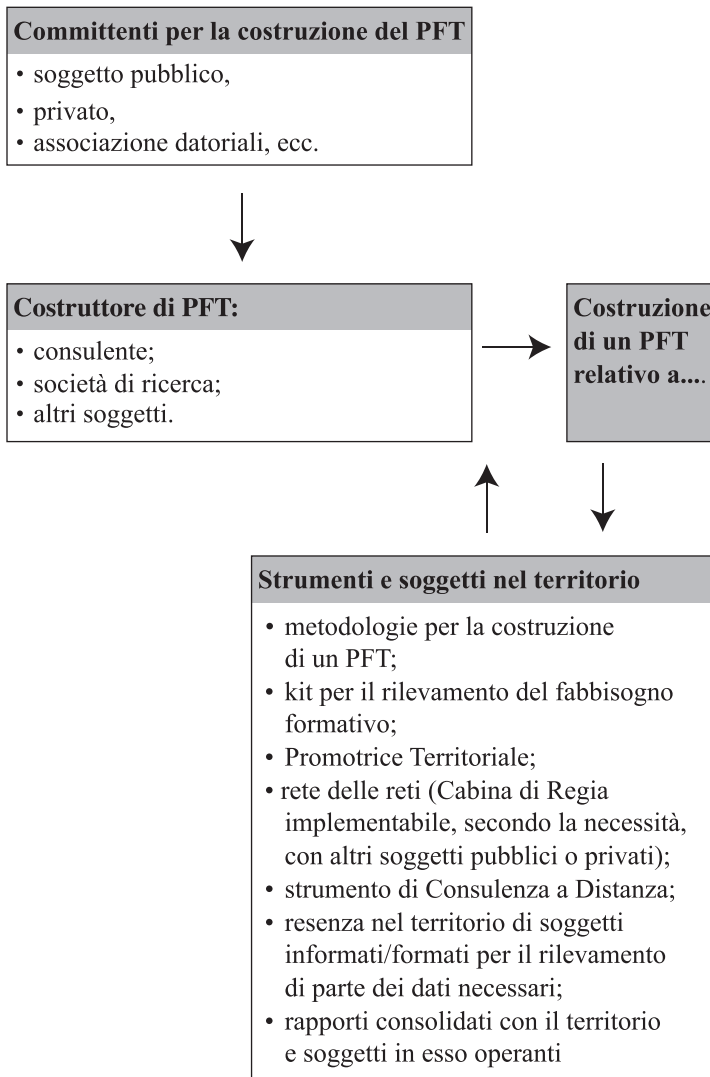 Committenti per la costruzione del PFT
• soggetto pubblico,
• privato,
• associazione datoriali, ecc.
Costruttore di PFT:
• consulente;
• società di ricerca;
• altri soggetti.
Costruzione
di un PFT
relativo a....
Strumenti e soggetti nel territorio
• metodologie per la costruzione
di un PFT;
• kit per il rilevamento del fabbisogno
formativo;
• Promotrice Territoriale;
• rete delle reti (Cabina di Regia
implementabile, secondo la necessità,
con altri soggetti pubblici o privati);
• strumento di Consulenza a Distanza;
• resenza nel territorio di soggetti
informati/formati per il rilevamento
di parte dei dati necessari;
• rapporti consolidati con il territorio
e soggetti in esso operanti